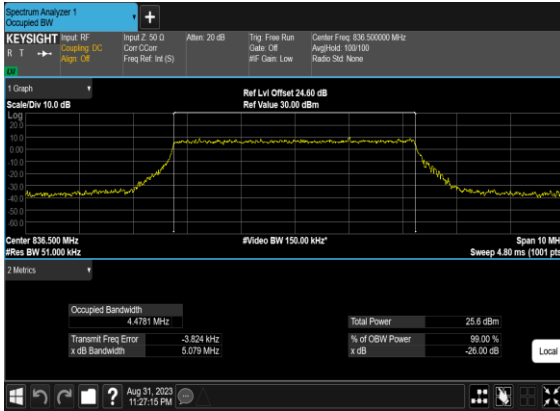 Spectrum Analyzer 1
Occupied BW
+
KEYSIGHT
R T
LXI
Input: RF
Coupling: DC
Align: Off
Input Z: 50 Ω
Corr CCorr
Freq Ref: Int (S)
Atten: 20 dB
Trig: Free Run
Gate: Off
#IF Gain: Low
Center Freq: 836.500000 MHz
Avg|Hold: 100/100
Radio Std: None
1 Graph
Scale/Div 10.0 dB
Ref Lvl Offset 24.60 dB
Ref Value 30.00 dBm
Log
20.0
10.0
0.00
-10.0
-20.0
-30.0
-40.0
-50.0
-60.0
Center 836.500 MHz
#Res BW 51.000 kHz
#Video BW 150.00 kHz*
Span 10 MH
Sweep 4.80 ms (1001 pts
2 Metrics
Occupied Bandwidth
4.4781 MHz
Transmit Freq Error -3.824 kHz
x dB Bandwidth 5.079 MHz
Total Power 25.6 dBm
% of OBW Power 99.00 %
x dB -26.00 dB
Local
?
Aug 31, 2023
11:27:15 PM